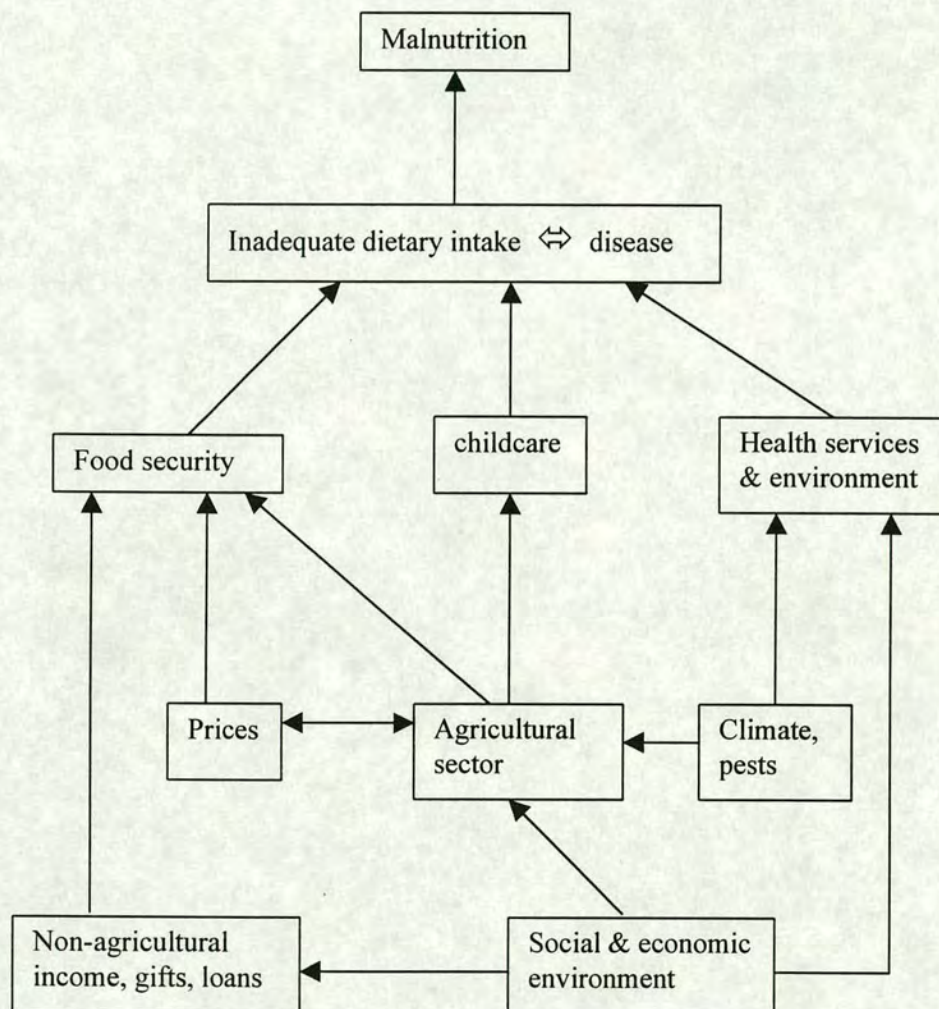 Malnutrition
Inadequate dietary intake ⇔ disease
Food security
childcare
Health services
& environment
Prices
Agricultural
sector
Climate,
pests
Non-agricultural
income, gifts, loans
Social & economic
environment